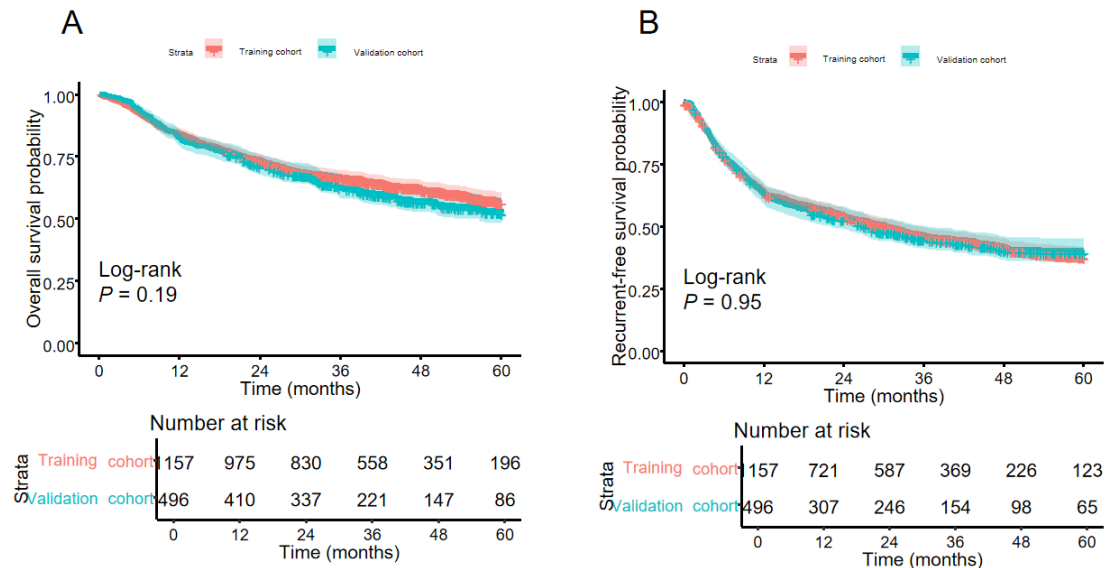 A
Strata Training cohort Validation cohort
Overall survival probability
1.00
0.75
0.50
0.25
0.00
Log-rank
P = 0.19
0 12 24 36 48 60
Time (months)
Number at risk
Strata
Training cohort 1157 975 830 558 351 196
Validation cohort 496 410 337 221 147 86
0 12 24 36 48 60
Time (months)
B
Strata Training cohort Validation cohort
Recurrent-free survival probability
1.00
0.75
0.50
0.25
0.00
Log-rank
P = 0.95
0 12 24 36 48 60
Time (months)
Number at risk
Strata
Training cohort 1157 721 587 369 226 123
Validation cohort 496 307 246 154 98 65
0 12 24 36 48 60
Time (months)